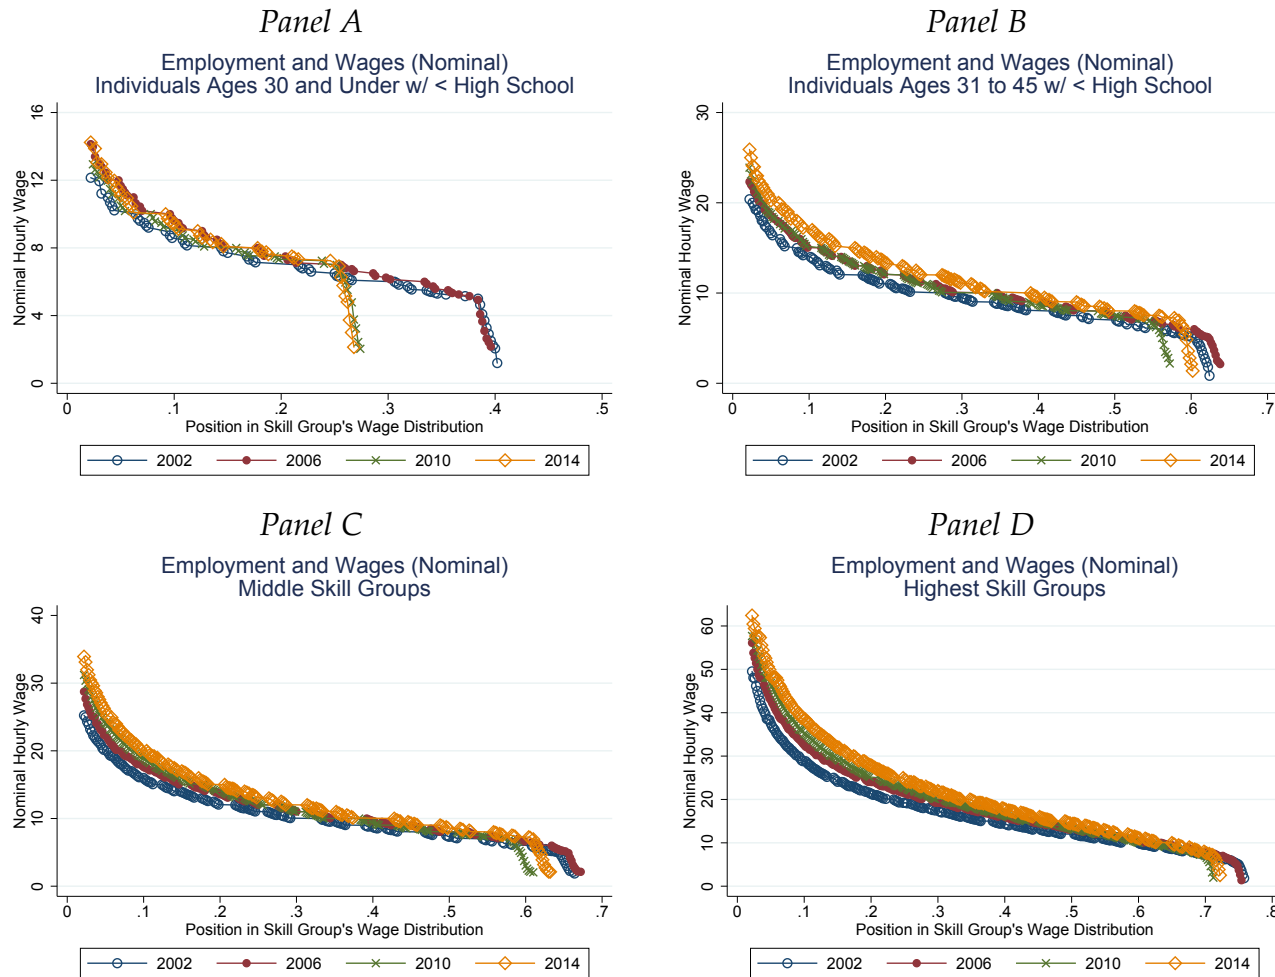 Panel A
Employment and Wages (Nominal)
Individuals Ages 30 and Under w/ < High School
Nominal Hourly Wage
16
12
8
4
0
0 .1 .2 .3 .4 .5
Position in Skill Group's Wage Distribution
2002 2006 2010 2014
Panel B
Employment and Wages (Nominal)
Individuals Ages 31 to 45 w/ < High School
Nominal Hourly Wage
30
20
10
0
0 .1 .2 .3 .4 .5 .6 .7
Position in Skill Group's Wage Distribution
2002 2006 2010 2014
Panel C
Employment and Wages (Nominal)
Middle Skill Groups
Nominal Hourly Wage
40
30
20
10
0
0 .1 .2 .3 .4 .5 .6 .7
Position in Skill Group's Wage Distribution
2002 2006 2010 2014
Panel D
Employment and Wages (Nominal)
Highest Skill Groups
Nominal Hourly Wage
60
50
40
30
20
10
0
0 .1 .2 .3 .4 .5 .6 .7 .8
Position in Skill Group's Wage Distribution
2002 2006 2010 2014